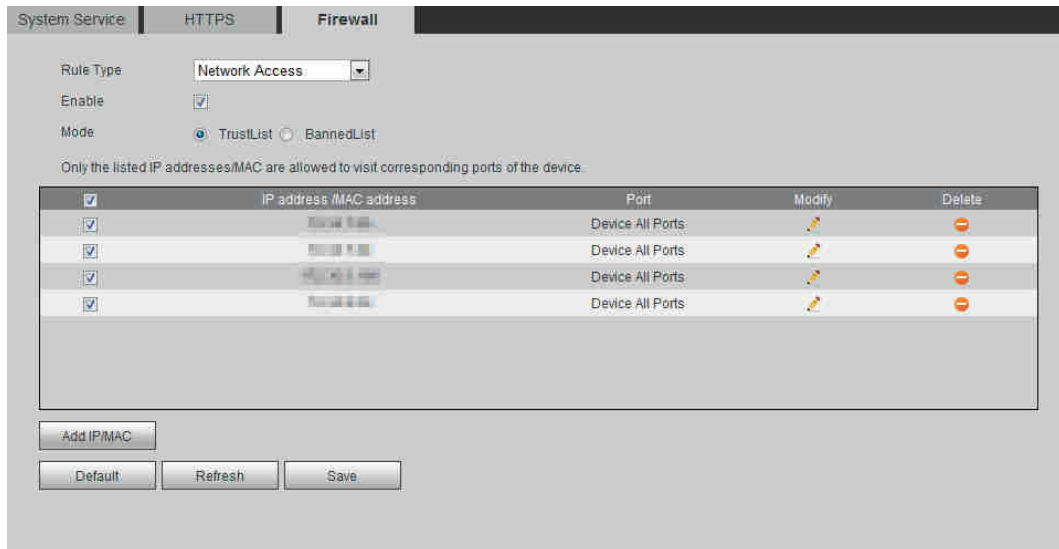 System Service HTTPS Firewall
Rule Type Network Access
Enable
Mode TrustList BannedList
Only the listed IP addresses/MAC are allowed to visit corresponding ports of the device.
IP address /MAC address Port Modify Delete
Device All Ports
Device All Ports
Device All Ports
Device All Ports
Add IP/MAC
Default Refresh Save